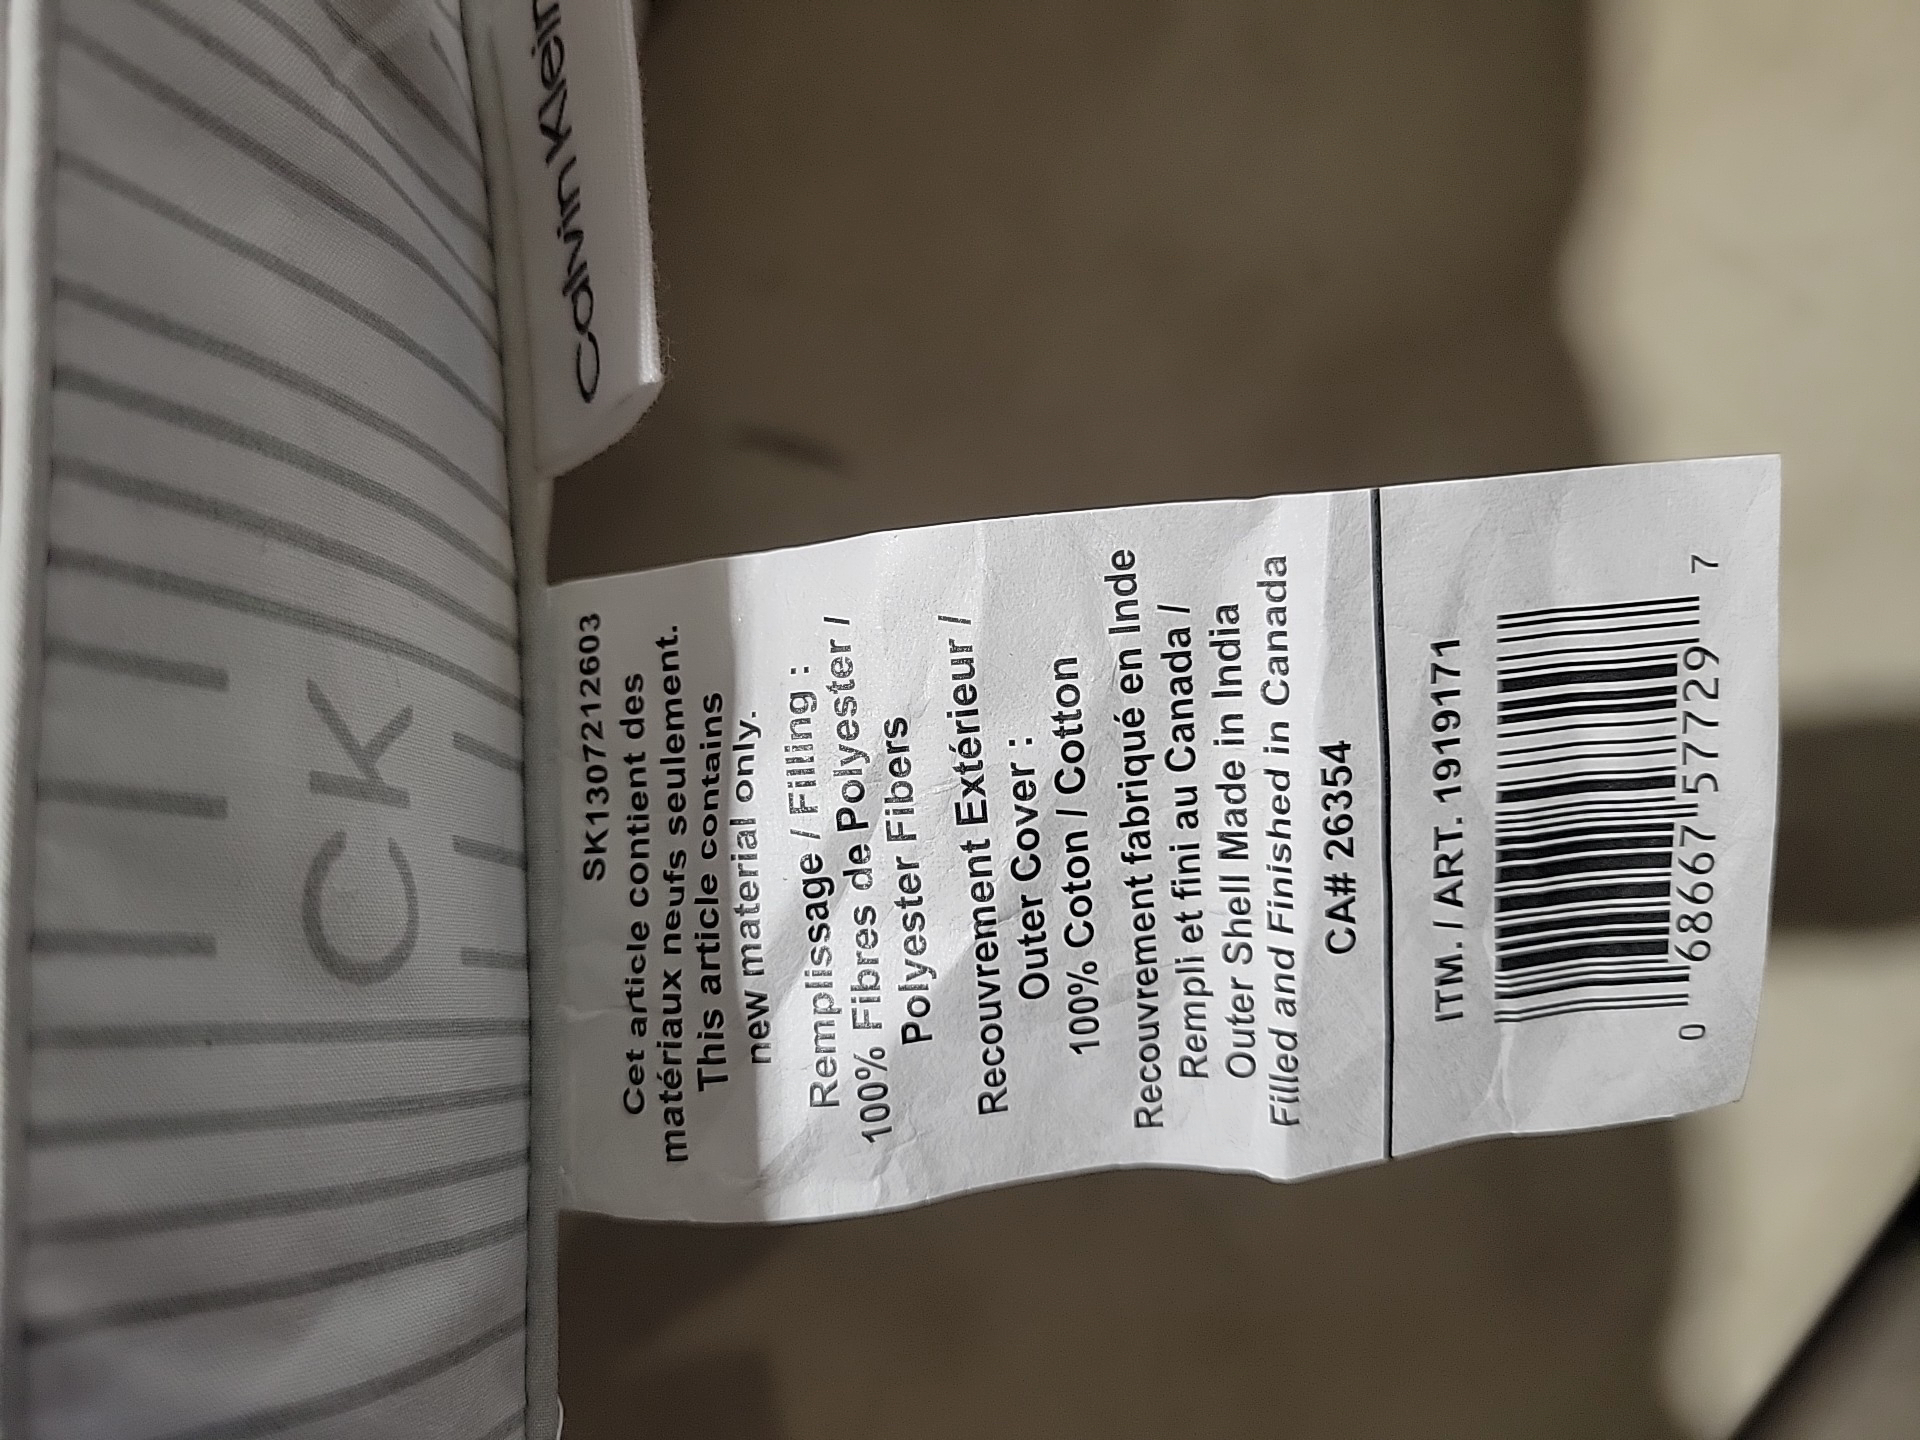 Calvin Klein
CK
SK1307212603
Cet article contient des
matériaux neufs seulement.
This article contains
new material only.
Remplissage / Filling :
100% Fibres de Polyester /
Polyester Fibers
Recouvrement Extérieur /
Outer Cover :
100% Coton / Cotton
Recouvrement fabriqué en Inde
Rempli et fini au Canada /
Outer Shell Made in India
Filled and Finished in Canada
CA# 26354
ITM. / ART. 1919171
0 68667 57729 7